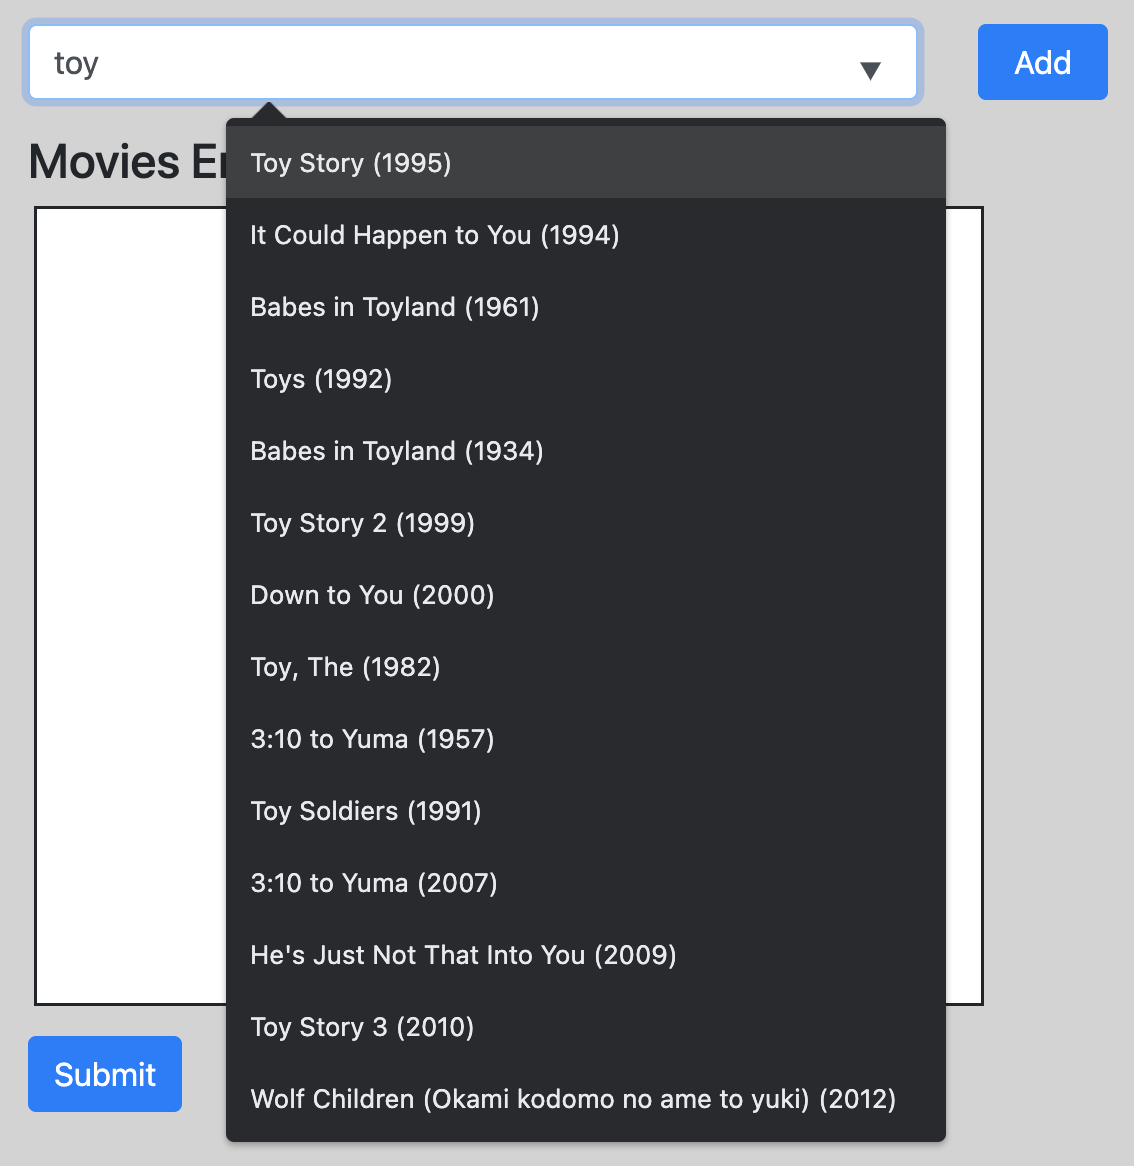 toy
Add
Movies
Toy Story (1995)
It Could Happen to You (1994)
Babes in Toyland (1961)
Toys (1992)
Babes in Toyland (1934)
Toy Story 2 (1999)
Down to You (2000)
Toy, The (1982)
3:10 to Yuma (1957)
Toy Soldiers (1991)
3:10 to Yuma (2007)
He's Just Not That Into You (2009)
Toy Story 3 (2010)
Wolf Children (Okami kodomo no ame to yuki) (2012)
Submit